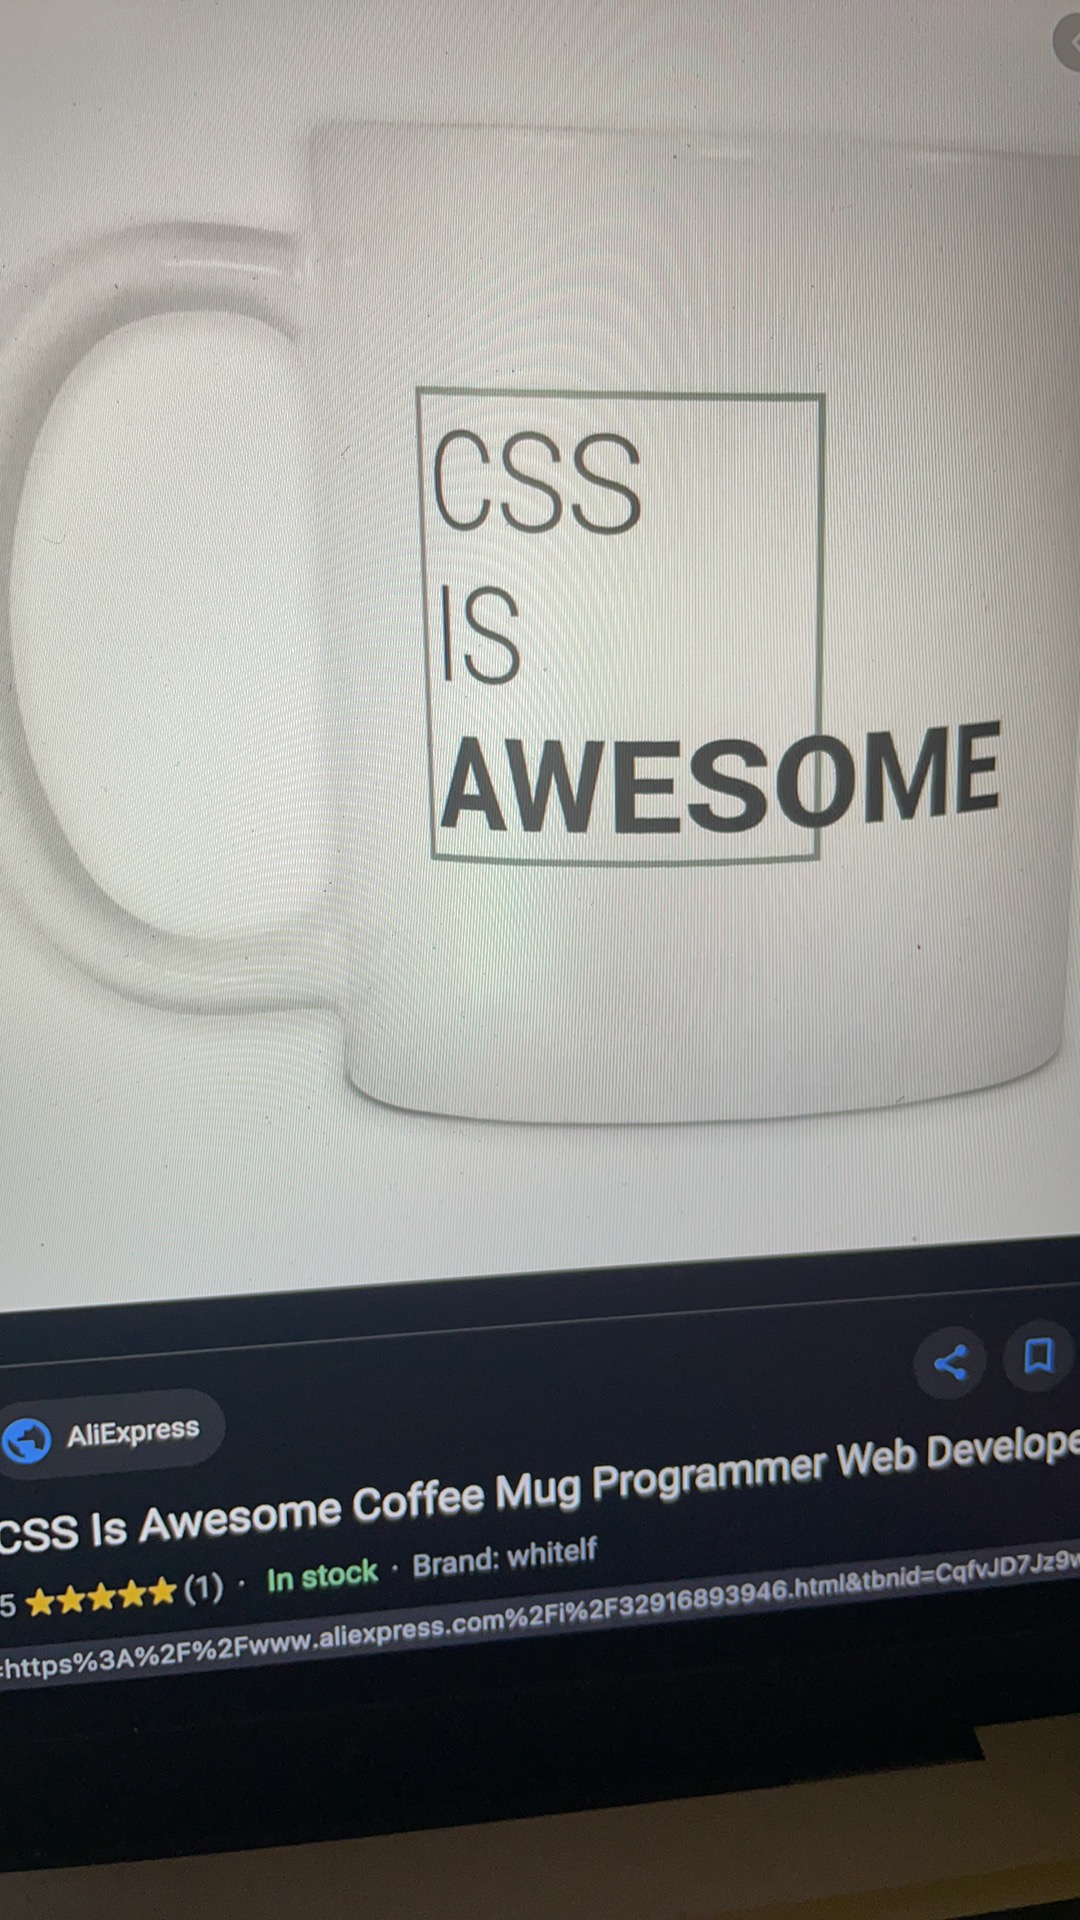 CSS
IS
AWESOME
AliExpress
CSS Is Awesome Coffee Mug Programmer Web Develope
5 (1) · In stock · Brand: whitelf
=https%3A%2F%2Fwww.aliexpress.com%2Fi%2F32916893946.html&tbnid=CqfvJD7Jz9w